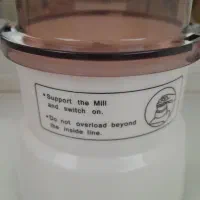 *Support the Mill
and switch on.
*Do not overload beyond
the inside line.